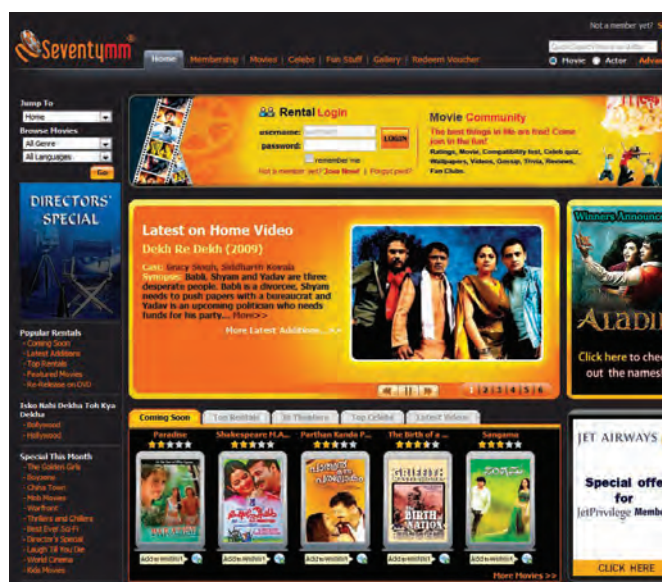 Not a member yet? S
Seventymm
Home | Membership | Movies | Celebs | Fan Stuff | Gallery | Redeem Voucher
Movie Actor Advan
Jump To
Home
Browse Movies
All Genre
All Languages
Go
DIRECTORS'
SPECIAL
Popular Rentals
- Coming Soon
- Latest Additions
- Top Rentals
- Featured Movies
- Re-Release on DVD
Isko Nahi Dekha Toh Kya
Dekha
- Bollywood
- Hollywood
Special This Month
- The Golden Girls
- Boyzone
- China Town
- Mob Movies
- Warfront
- Thrillers and Chillers
- Best Ever Sci-Fi
- Director's Special
- Laugh Till You Die
- World Cinema
- Kids Movies
Rental Login
username:
password:
LOGIN
remember me
Not a member yet? Join Now! | Forgot pwd?
Movie Community
The best things in life are free! Come
join in the fun!
Ratings, Movie, Compatibility test, Celeb quiz,
Wallpapers, Videos, Gossip, Trivia, Reviews,
Fan Clubs.
Latest on Home Video
Dekh Re Dekh (2009)
Cast: Gracy Singh, Siddharth Koirala
Synopsis: Babli, Shyam and Yadav are three
desperate people. Babli is a divorcee, Shyam
needs to push papers with a bureaucrat and
Yadav is an upcoming politician who needs
funds for his party... More>>
More Latest Additions...>>
1|2|3|4|5|6
Winners Announce
ALADIN
Click here to chec
out the names!
Coming Soon
Top Rentals
In Theaters
Top Celebs
Latest Videos
Paradise
Shakespeare M.A...
Parthan Kanda P...
The Birth of a ...
Sangama
BIRTH
NATION
Add to Wishlist
Add to Wishlist
Add to Wishlist
Add to Wishlist
Add to Wishlist
More Movies >>
JET AIRWAYS
Special offe
for
JetPrivilege Membe
CLICK HERE